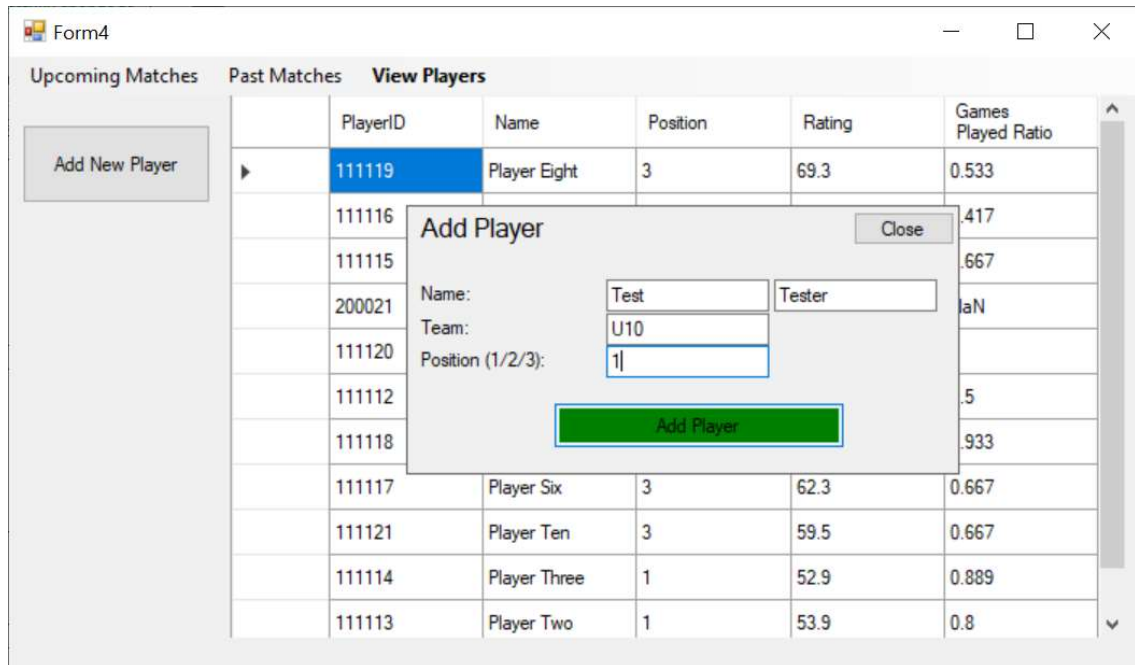 Form4
Upcoming Matches Past Matches View Players
Add New Player
PlayerID Name Position Rating Games Played Ratio
111119 Player Eight 3 69.3 0.533
111116 .417
111115 .667
200021 NaN
111120
111112 .5
111118 .933
111117 Player Six 3 62.3 0.667
111121 Player Ten 3 59.5 0.667
111114 Player Three 1 52.9 0.889
111113 Player Two 1 53.9 0.8
Add Player Close
Name: Test Tester
Team: U10
Position (1/2/3): 1
Add Player